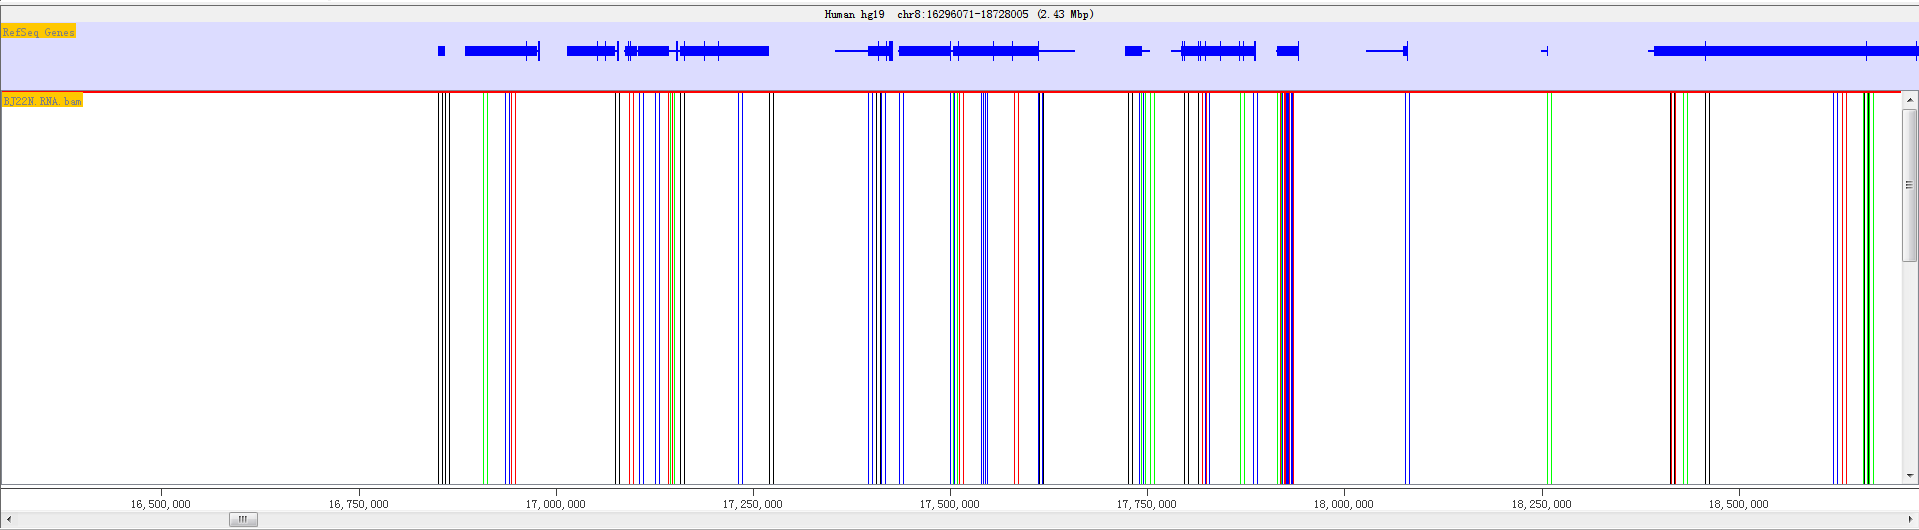 Human hg19 chr8:16296071-18728005 (2.43 Mbp)
RefSeq Genes
BJ22N.RNA.bam
16,500,000 16,750,000 17,000,000 17,250,000 17,500,000 17,750,000 18,000,000 18,250,000 18,500,000